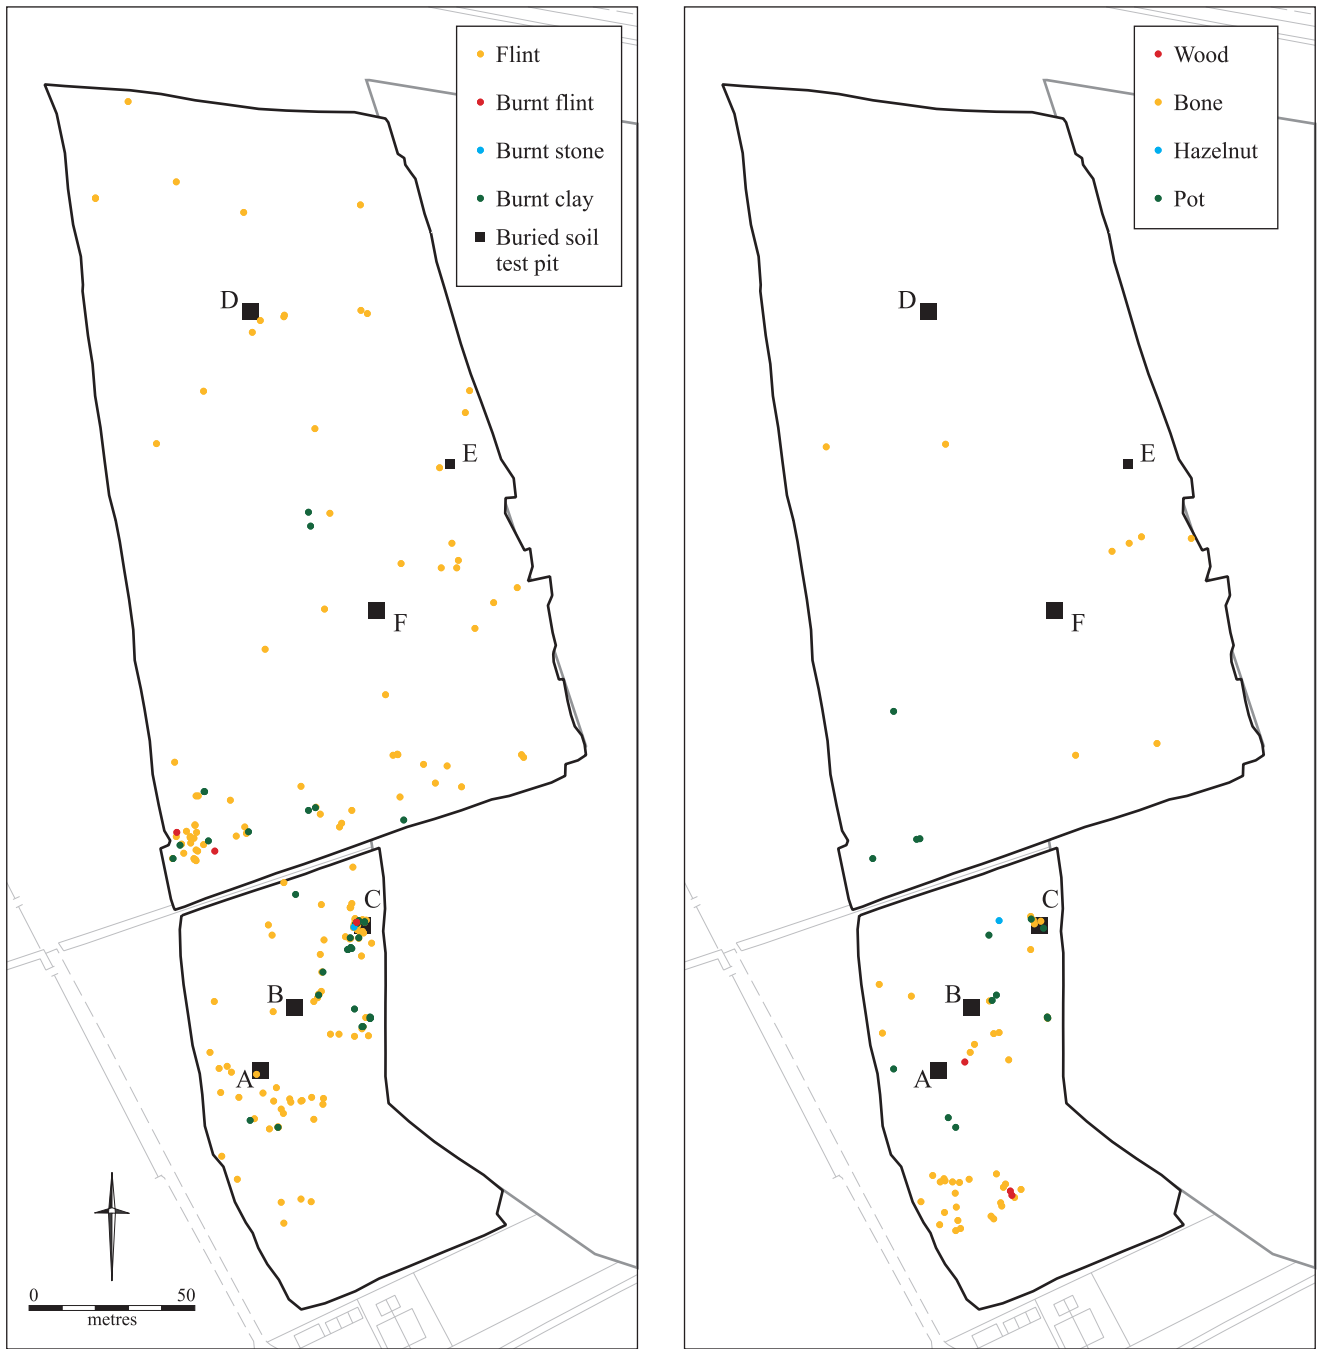 Flint
Burnt flint
Burnt stone
Burnt clay
Buried soil
test pit
D
E
F
C
B
A
0 50
metres
Wood
Bone
Hazelnut
Pot
D
E
F
C
B
A